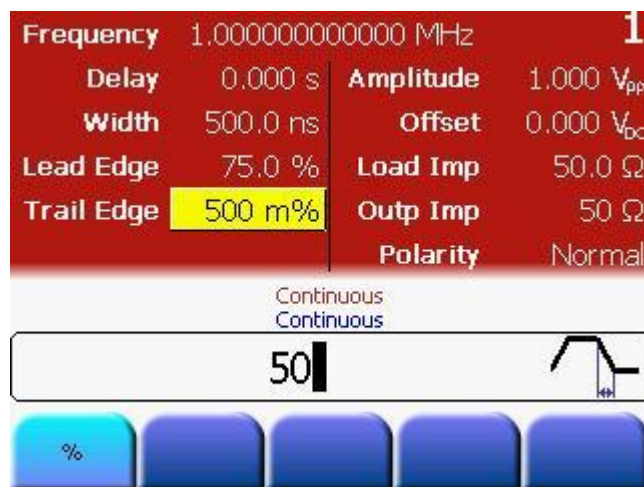 Frequency 1.000000000000 MHz 1
Delay 0.000 s Amplitude 1.000 Vpp
Width 500.0 ns Offset 0.000 VDC
Lead Edge 75.0 % Load Imp 50.0 Ω
Trail Edge 500 m% Outp Imp 50 Ω
Polarity Normal
Continuous
Continuous
50
%